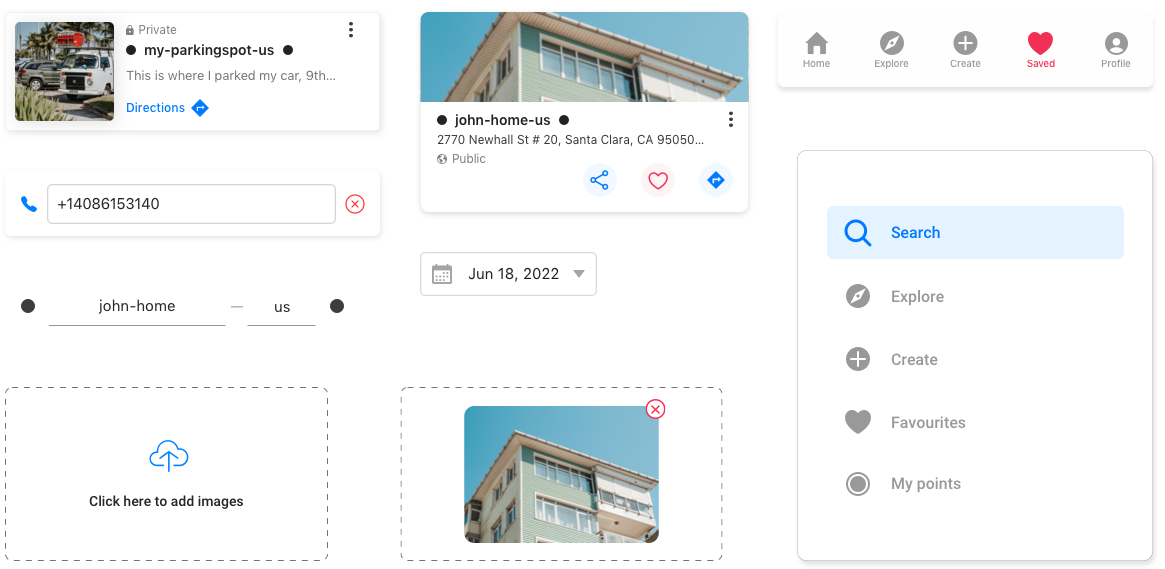 Private
my-parkingspot-us
This is where I parked my car, 9th...
Directions
+14086153140
john-home — us
Click here to add images
john-home-us
2770 Newhall St # 20, Santa Clara, CA 95050...
Public
Jun 18, 2022
Home
Explore
Create
Saved
Profile
Search
Explore
Create
Favourites
My points